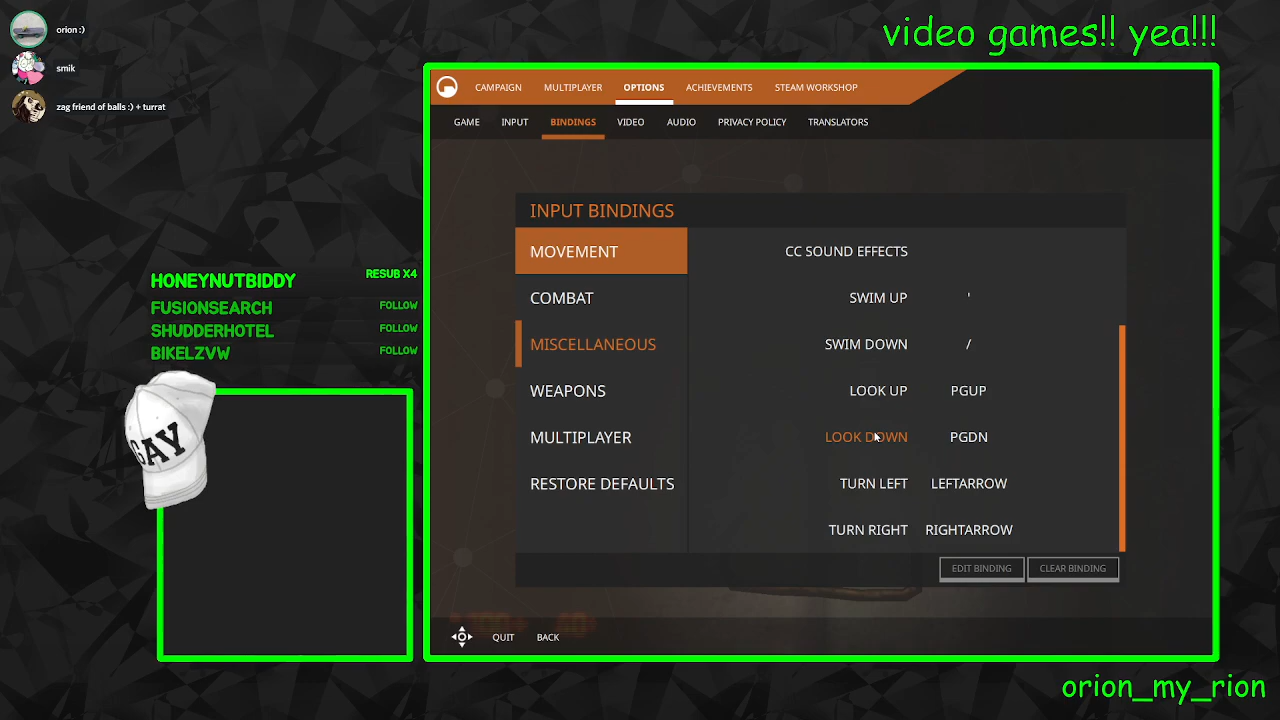 orion :)
smik
zag friend of balls :) + turrat
video games!! yea!!!
CAMPAIGN MULTIPLAYER OPTIONS ACHIEVEMENTS STEAM WORKSHOP
GAME INPUT BINDINGS VIDEO AUDIO PRIVACY POLICY TRANSLATORS
INPUT BINDINGS
MOVEMENT
COMBAT
MISCELLANEOUS
WEAPONS
MULTIPLAYER
RESTORE DEFAULTS
CC SOUND EFFECTS
SWIM UP '
SWIM DOWN /
LOOK UP PGUP
LOOK DOWN PGDN
TURN LEFT LEFTARROW
TURN RIGHT RIGHTARROW
EDIT BINDING CLEAR BINDING
QUIT BACK
HONEYNUTBIDDY RESUB X4
FUSIONSEARCH FOLLOW
SHUDDERHOTEL FOLLOW
BIKELZVW FOLLOW
GAY
orion_my_rion